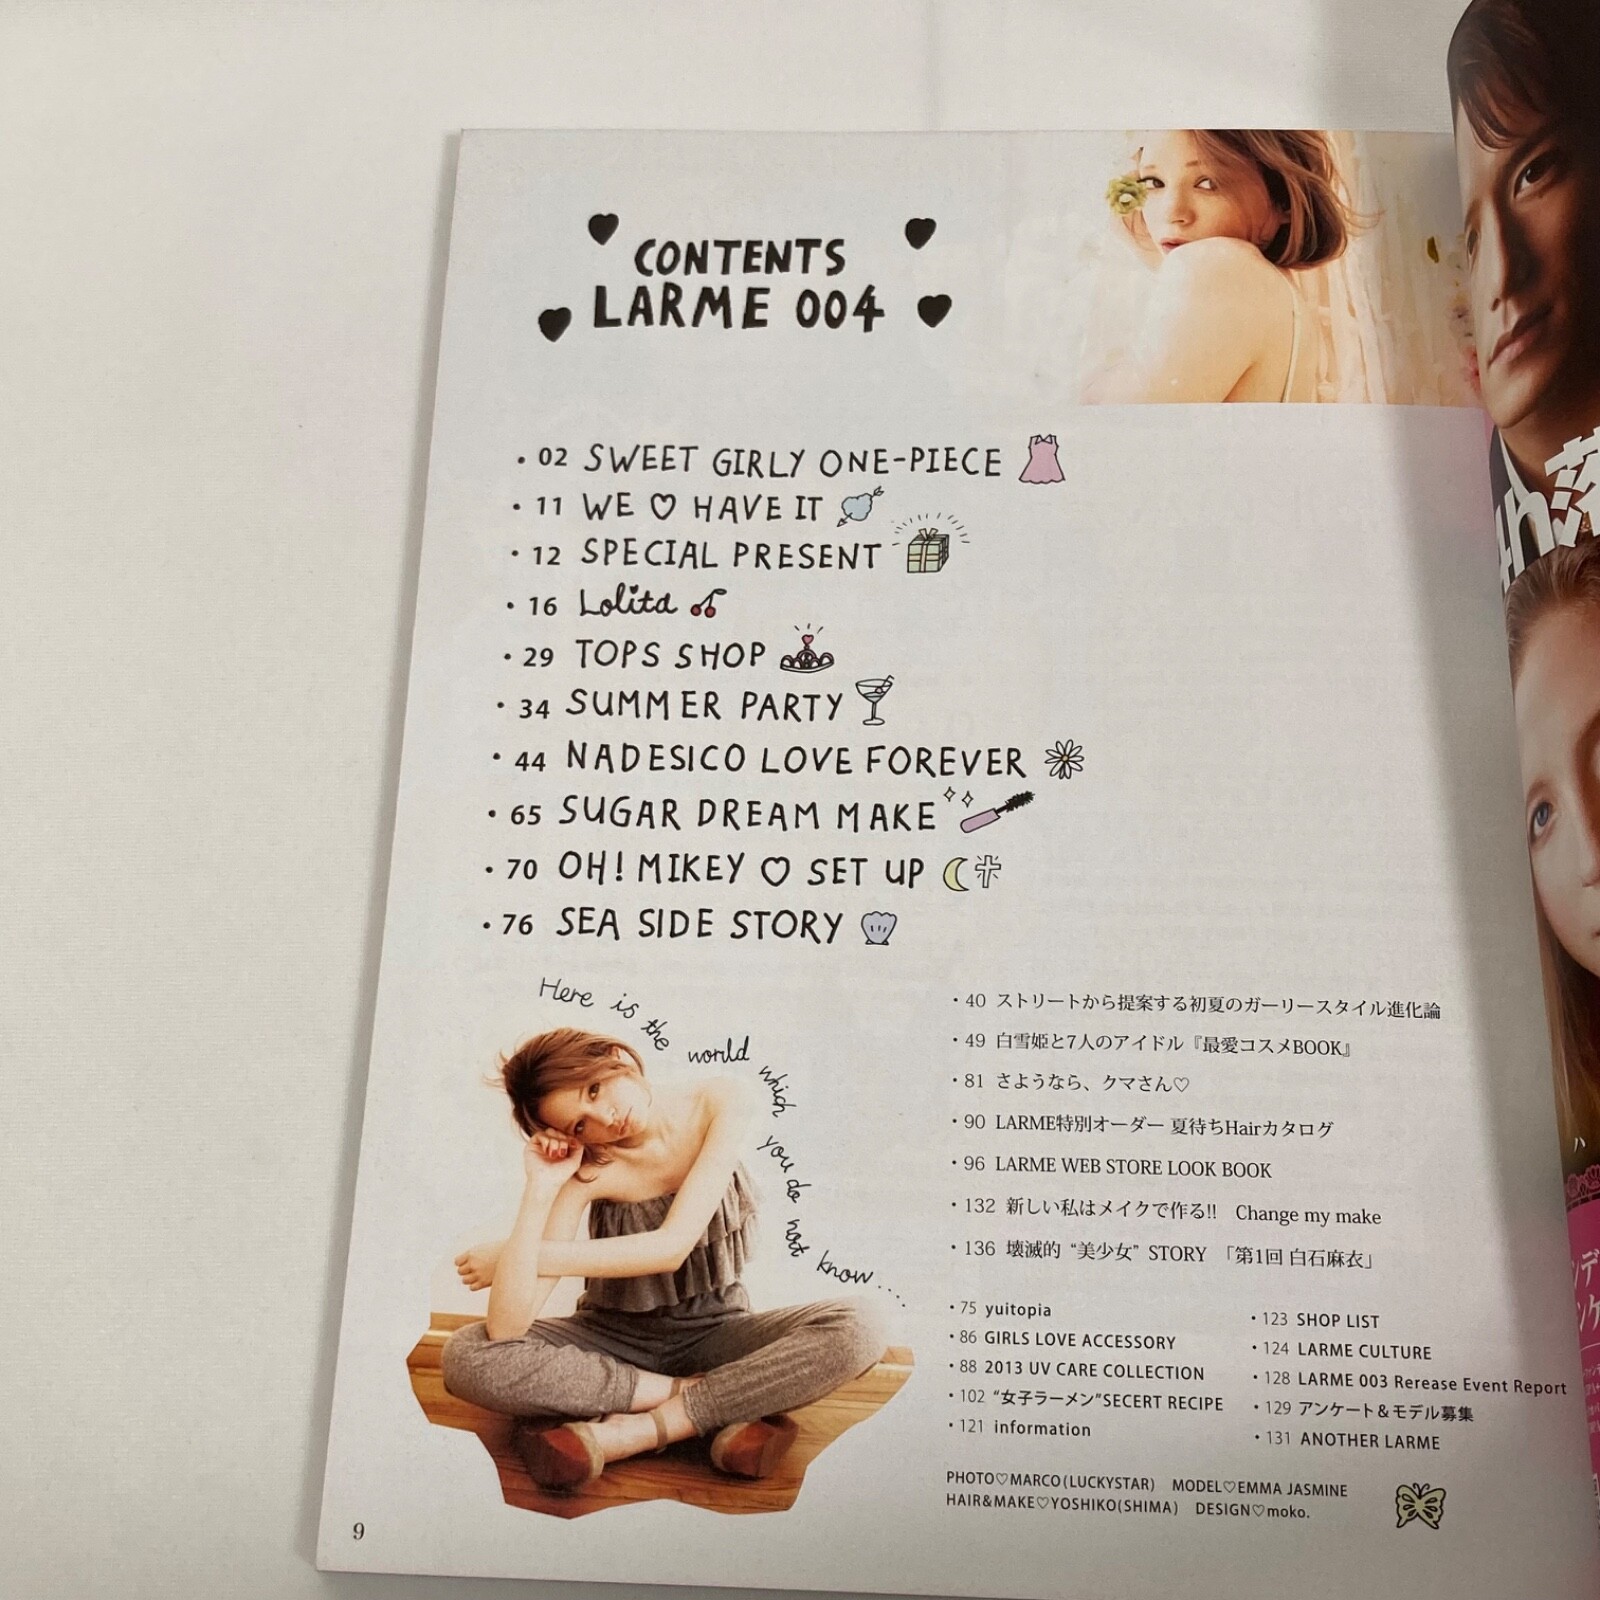 CONTENTS
LARME 004
・02 SWEET GIRLY ONE-PIECE
・11 WE ♡ HAVE IT
・12 SPECIAL PRESENT
・16 Lolita
・29 TOPS SHOP
・34 SUMMER PARTY
・44 NADESICO LOVE FOREVER
・65 SUGAR DREAM MAKE
・70 OH! MIKEY ♡ SET UP
・76 SEA SIDE STORY
Here is the world which you do not know....
・40 ストリートから提案する初夏のガーリースタイル進化論
・49 白雪姫と7人のアイドル『最愛コスメBOOK』
・81 さようなら、クマさん♡
・90 LARME特別オーダー 夏待ちHairカタログ
・96 LARME WEB STORE LOOK BOOK
・132 新しい私はメイクで作る!! Change my make
・136 壊滅的 “美少女” STORY 「第1回 白石麻衣」
・75 yuitopia
・86 GIRLS LOVE ACCESSORY
・88 2013 UV CARE COLLECTION
・102 “女子ラーメン”SECERT RECIPE
・121 information
・123 SHOP LIST
・124 LARME CULTURE
・128 LARME 003 Rerease Event Report
・129 アンケート＆モデル募集
・131 ANOTHER LARME
PHOTO♡MARCO(LUCKYSTAR) MODEL♡EMMA JASMINE
HAIR&MAKE♡YOSHIKO(SHIMA) DESIGN♡moko.
9